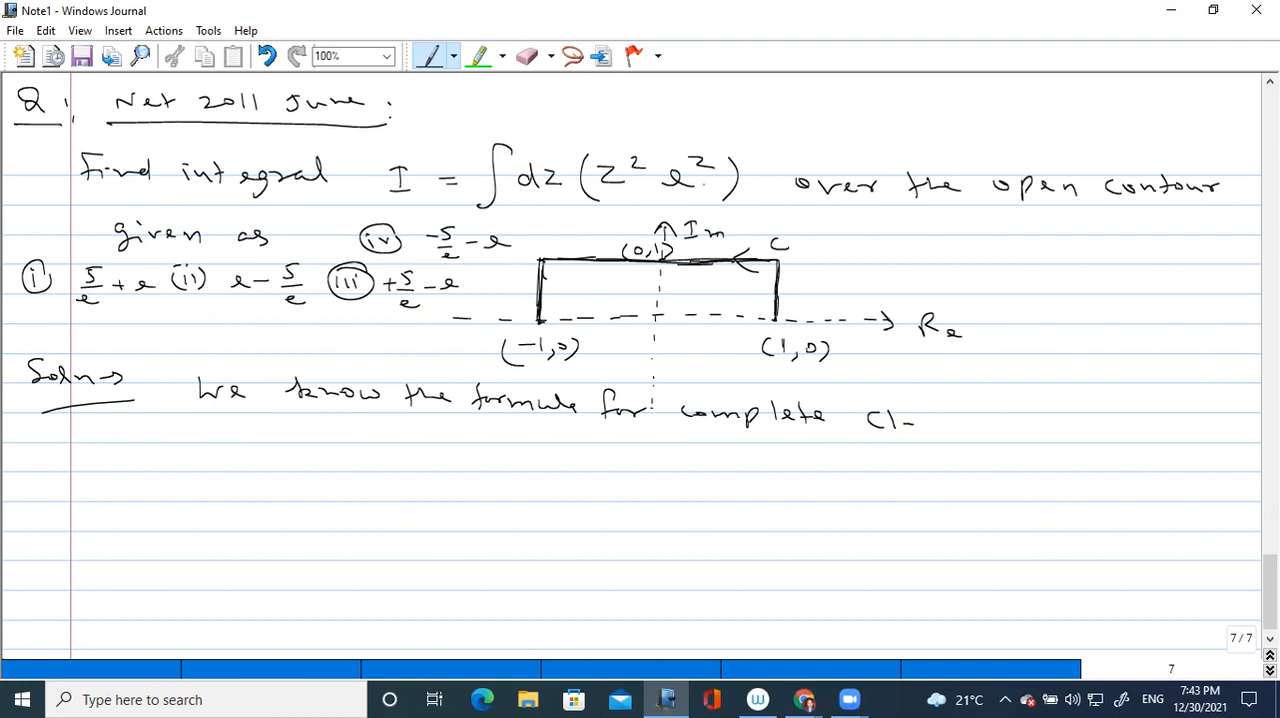 Note1 - Windows Journal
File Edit View Insert Actions Tools Help
100%
Q : Net 2011 June :
Find integral I = ∫ dz ( z² e^z ) over the open contour
given as (iv) -5/e - e
(i) 5/e + e (ii) e - 5/e (iii) +5/e - e
Im
(0,1)
C
Re
(-1,0) (1,0)
Soln → We know the formula for complete Cl-
7 / 7
7
Type here to search
21°C ENG 7:43 PM
12/30/2021